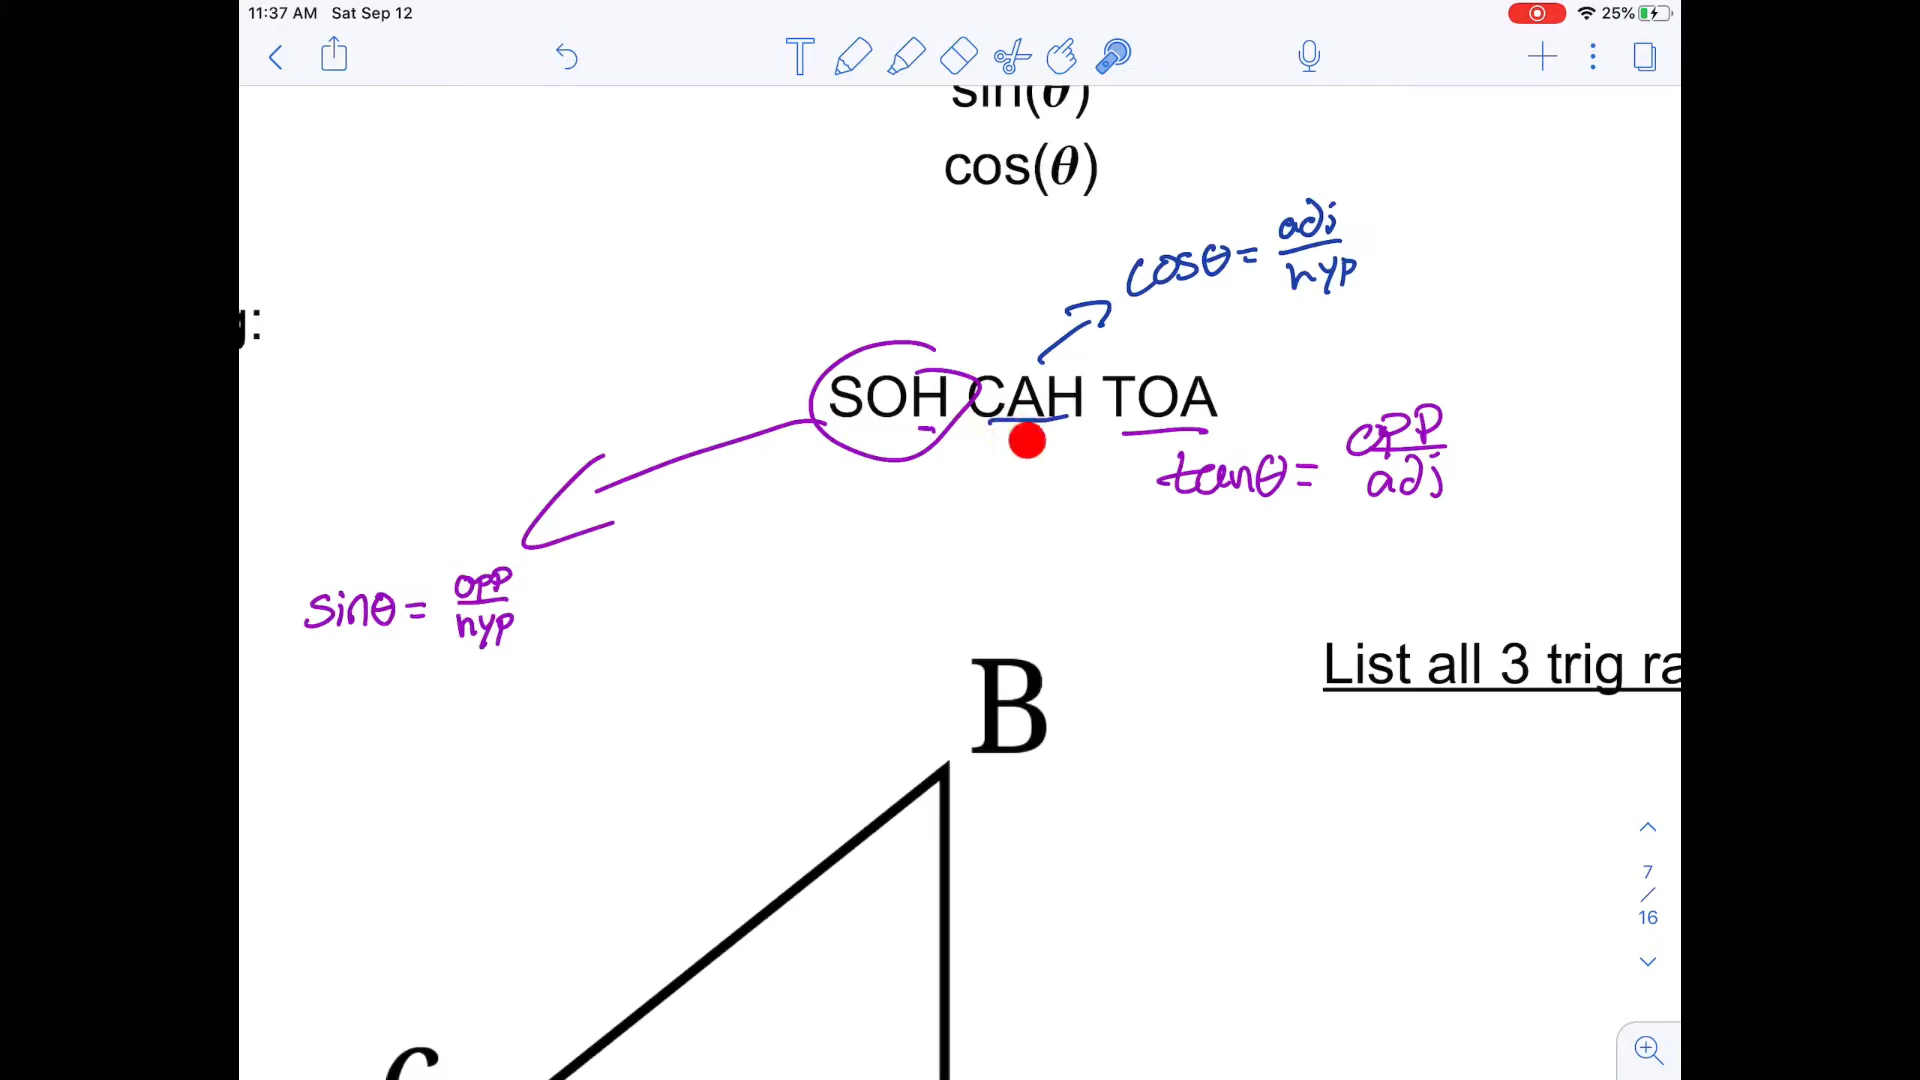 11:37 AM Sat Sep 12
25%
sin(θ)
cos(θ)
cosθ = adj/hyp
g:
SOH CAH TOA
tanθ = opp/adj
sinθ = opp/hyp
List all 3 trig ra
B
7
/
16
c